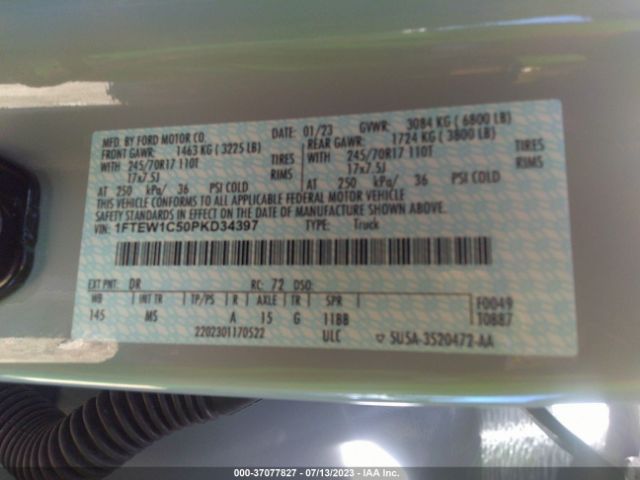 MFD. BY FORD MOTOR CO. DATE: 01/23 GVWR: 3084 KG ( 6800 LB)
FRONT GAWR: 1463 KG ( 3225 LB) REAR GAWR: 1724 KG ( 3800 LB)
WITH 245/70R17 110T TIRES WITH 245/70R17 110T TIRES
17x7.5J RIMS 17x7.5J RIMS
AT 250 kPa/ 36 PSI COLD AT 250 kPa/ 36 PSI COLD
THIS VEHICLE CONFORMS TO ALL APPLICABLE FEDERAL MOTOR VEHICLE
SAFETY STANDARDS IN EFFECT ON THE DATE OF MANUFACTURE SHOWN ABOVE.
VIN: 1FTEW1C50PKD34397 TYPE: Truck
EXT PNT: DR RC: 72 DSO:
WB INT TR TP/PS R AXLE TR SPR F0049
145 MS A 15 G 11BB T0887
2202301170522 ULC 5U5A-3520472-AA
000-37077827 - 07/13/2023 - © IAA Inc.